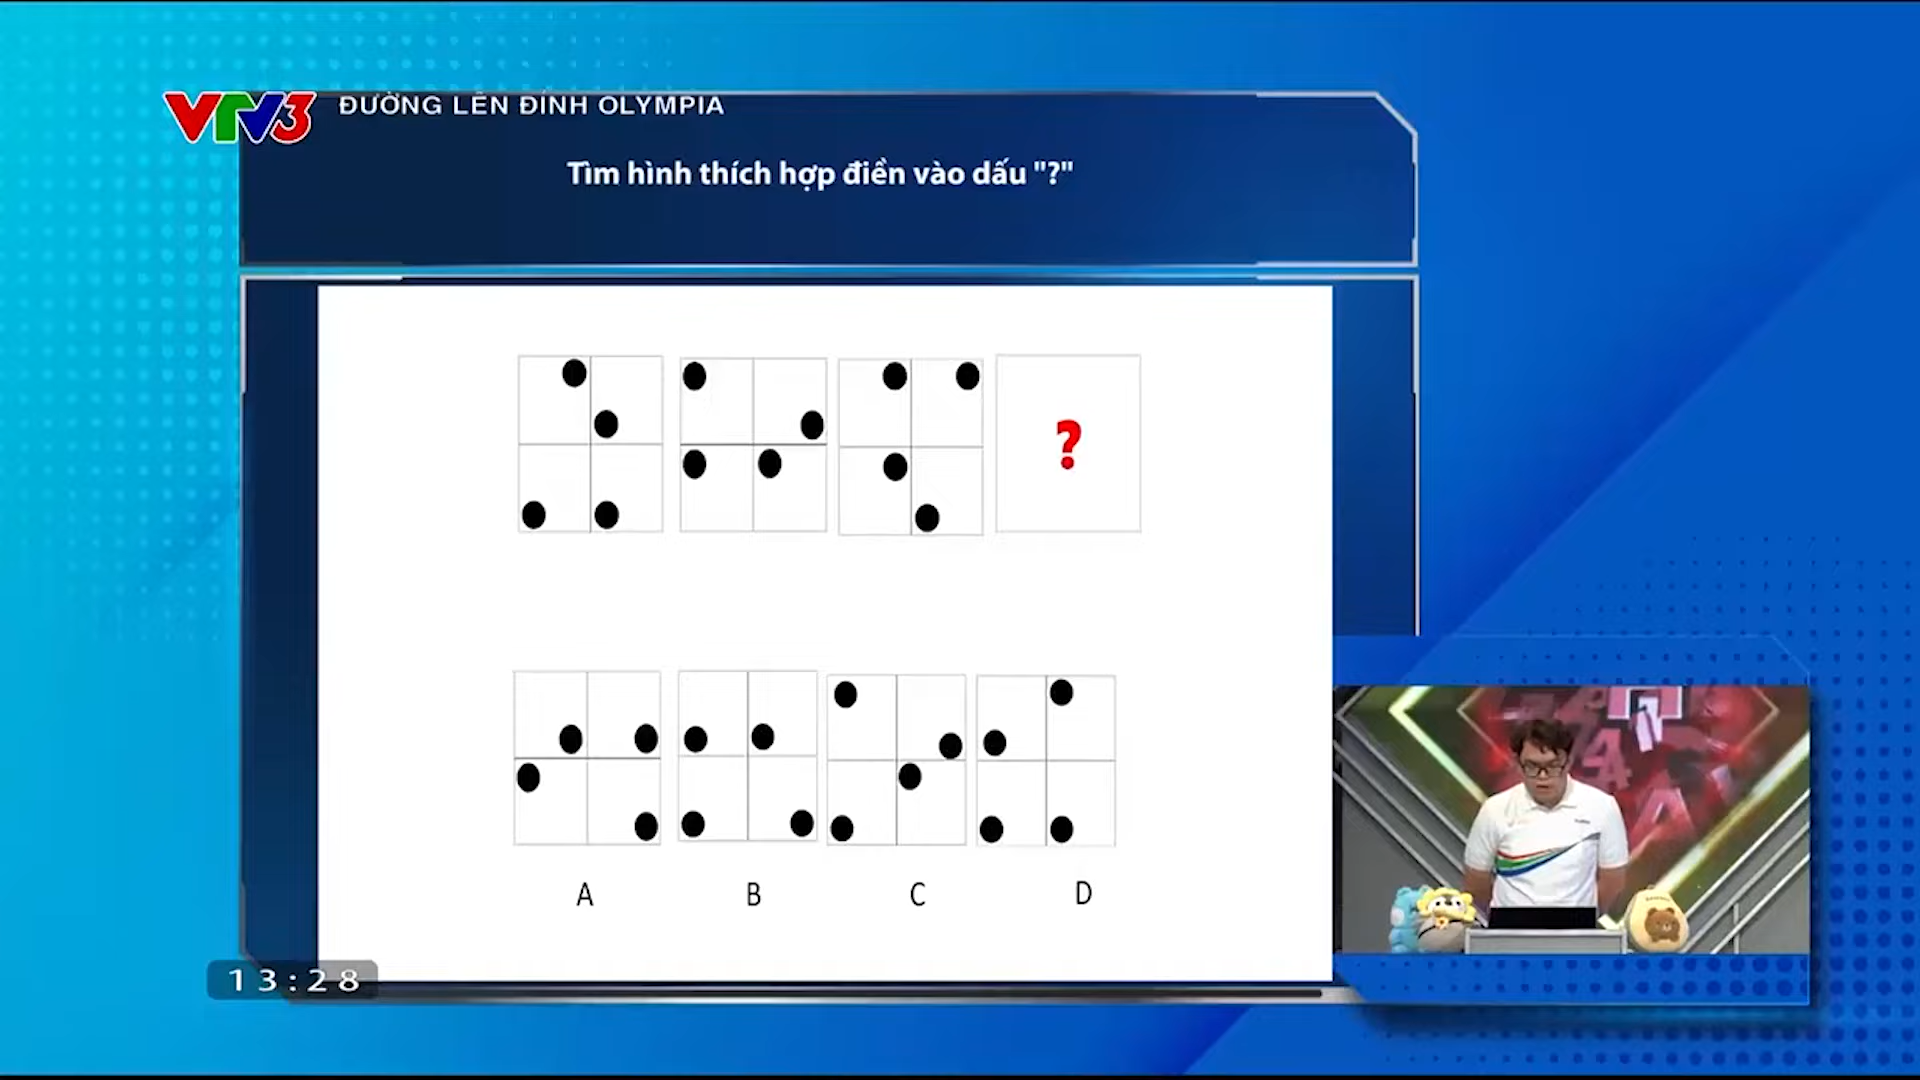 VTV3 ĐƯỜNG LÊN ĐỈNH OLYMPIA
Tìm hình thích hợp điền vào dấu "?"
?
A B C D
13:28